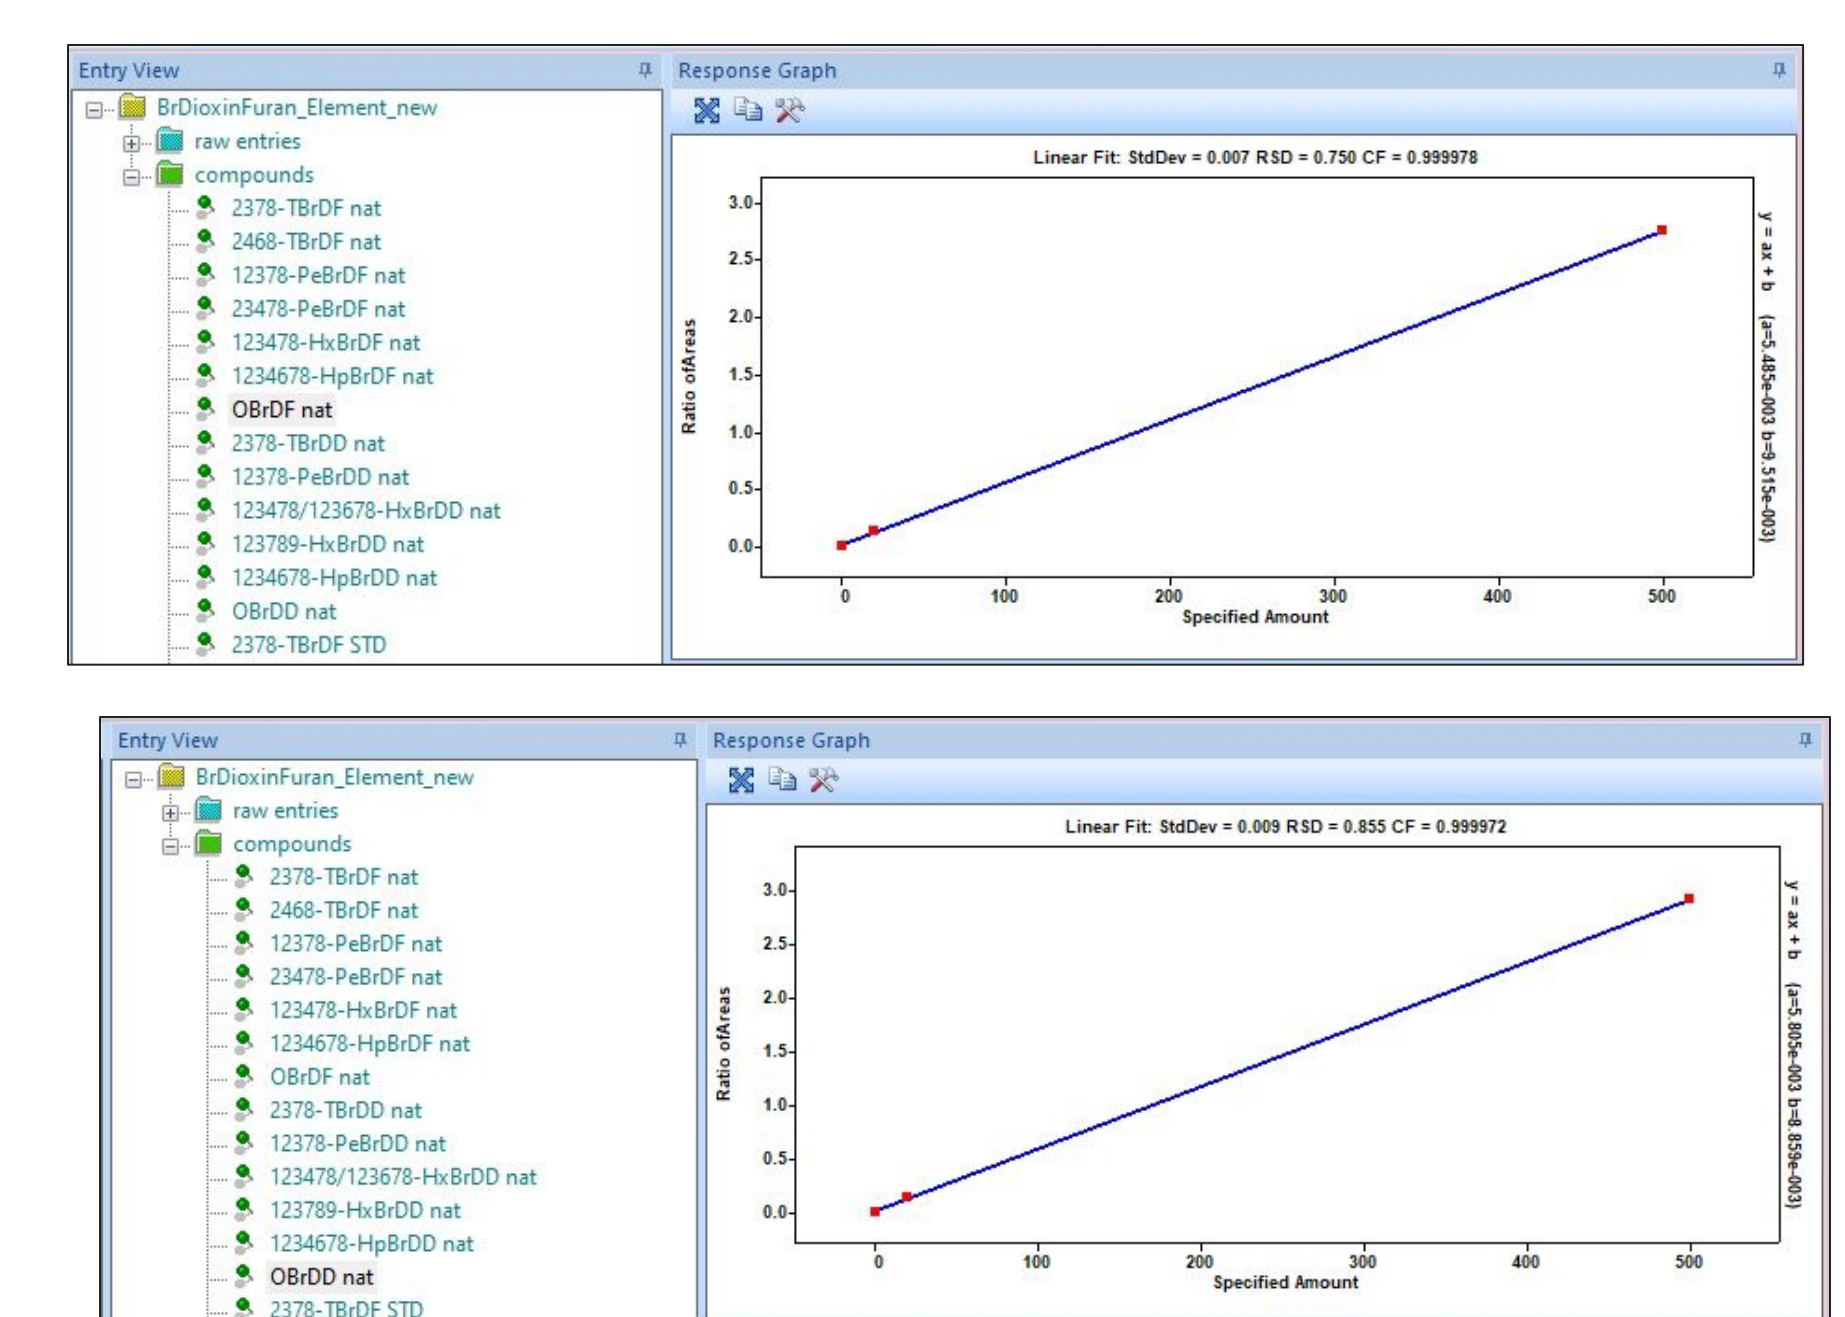 Entry View
BrDioxinFuran_Element_new
raw entries
compounds
2378-TBrDF nat
2468-TBrDF nat
12378-PeBrDF nat
23478-PeBrDF nat
123478-HxBrDF nat
1234678-HpBrDF nat
OBrDF nat
2378-TBrDD nat
12378-PeBrDD nat
123478/123678-HxBrDD nat
123789-HxBrDD nat
1234678-HpBrDD nat
OBrDD nat
2378-TBrDF STD
Response Graph
Linear Fit: StdDev = 0.007 RSD = 0.750 CF = 0.999978
3.0
2.5
2.0
1.5
1.0
0.5
0.0
Ratio ofAreas
0 100 200 300 400 500
Specified Amount
y = ax + b (a=5.485e-003 b=9.515e-003)
Entry View
BrDioxinFuran_Element_new
raw entries
compounds
2378-TBrDF nat
2468-TBrDF nat
12378-PeBrDF nat
23478-PeBrDF nat
123478-HxBrDF nat
1234678-HpBrDF nat
OBrDF nat
2378-TBrDD nat
12378-PeBrDD nat
123478/123678-HxBrDD nat
123789-HxBrDD nat
1234678-HpBrDD nat
OBrDD nat
2378-TBrDF STD
Response Graph
Linear Fit: StdDev = 0.009 RSD = 0.855 CF = 0.999972
3.0
2.5
2.0
1.5
1.0
0.5
0.0
Ratio ofAreas
0 100 200 300 400 500
Specified Amount
y = ax + b (a=5.805e-003 b=8.859e-003)